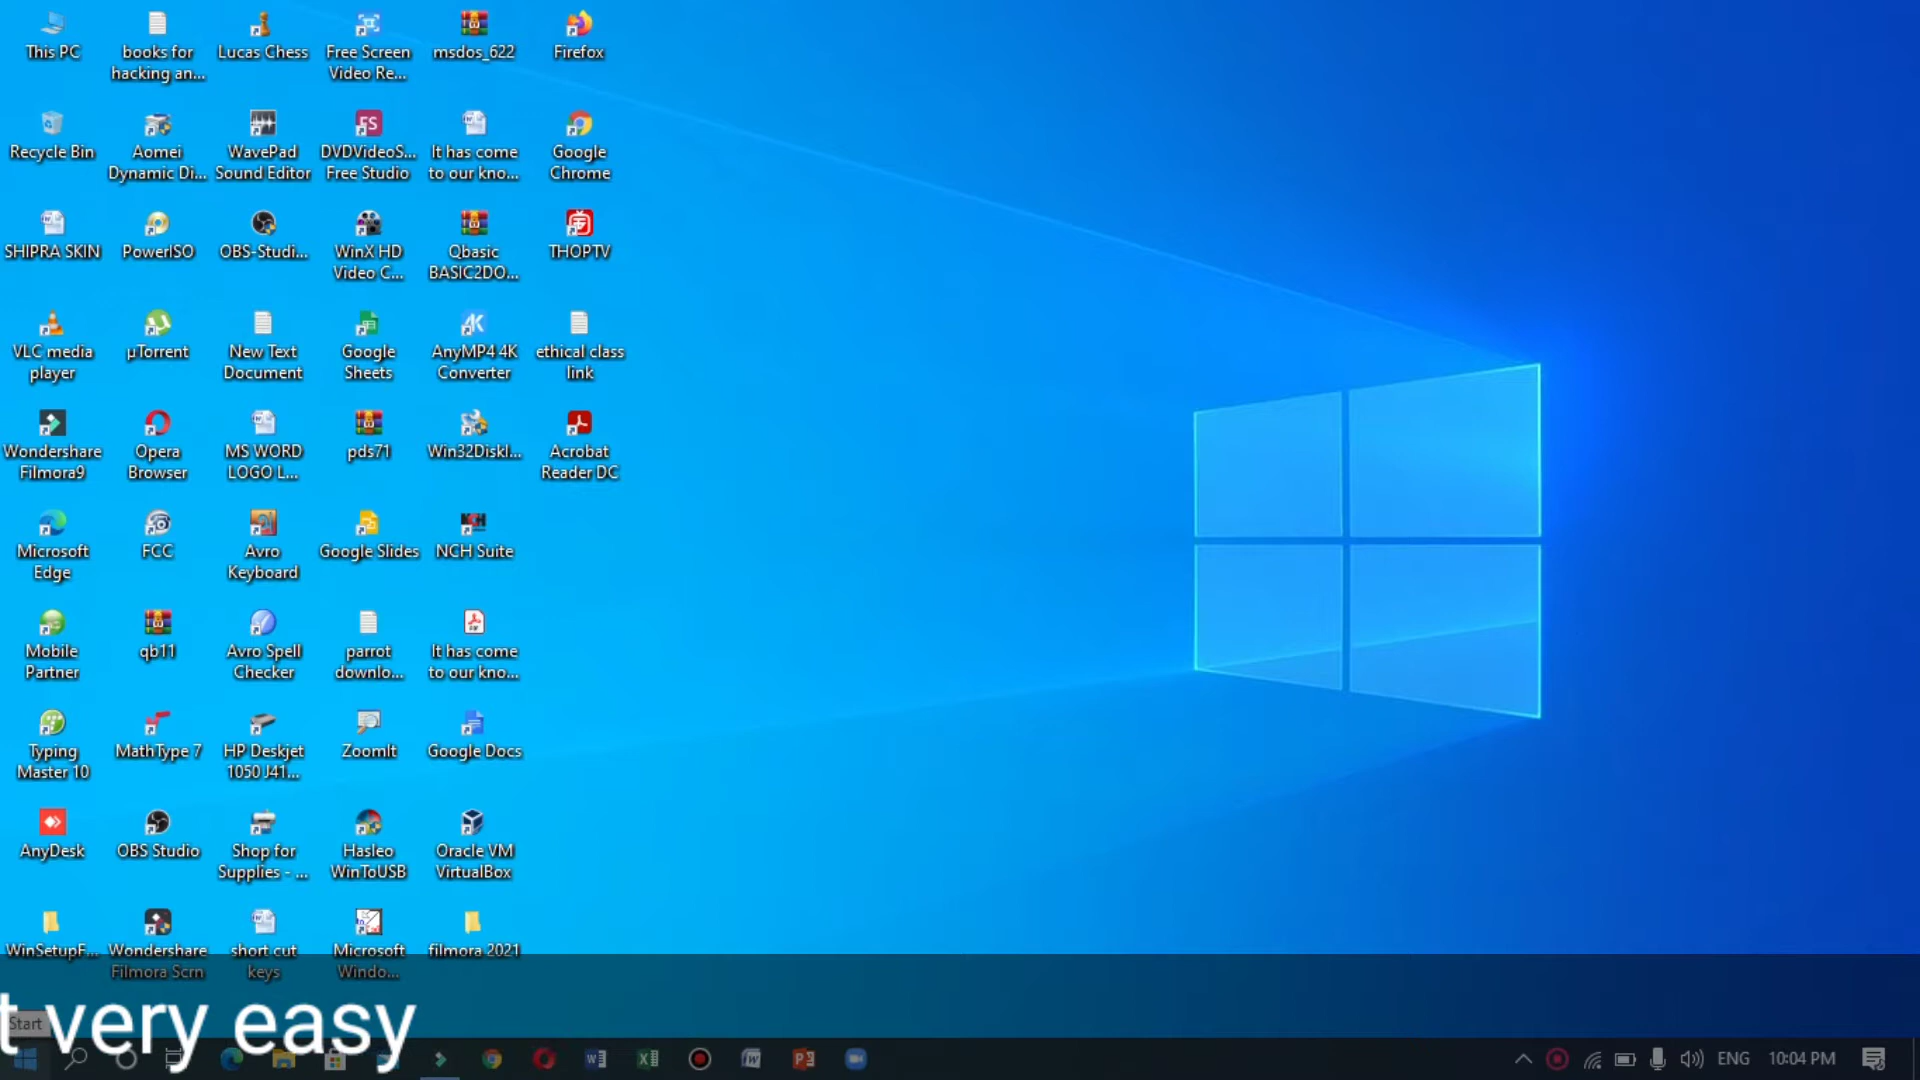 This PC
books for
hacking an...
Lucas Chess
Free Screen
Video Re...
msdos_622
Firefox
Recycle Bin
Aomei
Dynamic Di...
WavePad
Sound Editor
DVDVideoS...
Free Studio
It has come
to our kno...
Google
Chrome
SHIPRA SKIN
PowerISO
OBS-Studi...
WinX HD
Video C...
Qbasic
BASIC2DO...
THOPTV
VLC media
player
µTorrent
New Text
Document
Google
Sheets
AnyMP4 4K
Converter
ethical class
link
Wondershare
Filmora9
Opera
Browser
MS WORD
LOGO L...
pds71
Win32DiskI...
Acrobat
Reader DC
Microsoft
Edge
FCC
Avro
Keyboard
Google Slides
NCH Suite
Mobile
Partner
qb11
Avro Spell
Checker
parrot
downlo...
It has come
to our kno...
Typing
Master 10
MathType 7
HP Deskjet
1050 J41...
ZoomIt
Google Docs
AnyDesk
OBS Studio
Shop for
Supplies - ...
Hasleo
WinToUSB
Oracle VM
VirtualBox
WinSetupF...
Wondershare
Filmora Scrn
short cut
keys
Microsoft
Windo...
filmora 2021
Start
t very easy
ENG
10:04 PM